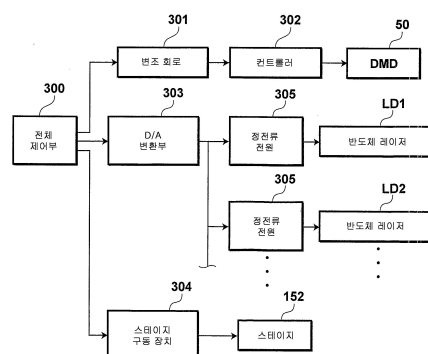 301
302
50
변조 회로
컨트롤러
DMD
300
303
305
LD1
전체
제어부
D/A
변환부
정전류
전원
반도체 레이저
305
LD2
정전류
전원
반도체 레이저
304
152
스테이지
구동 장치
스테이지